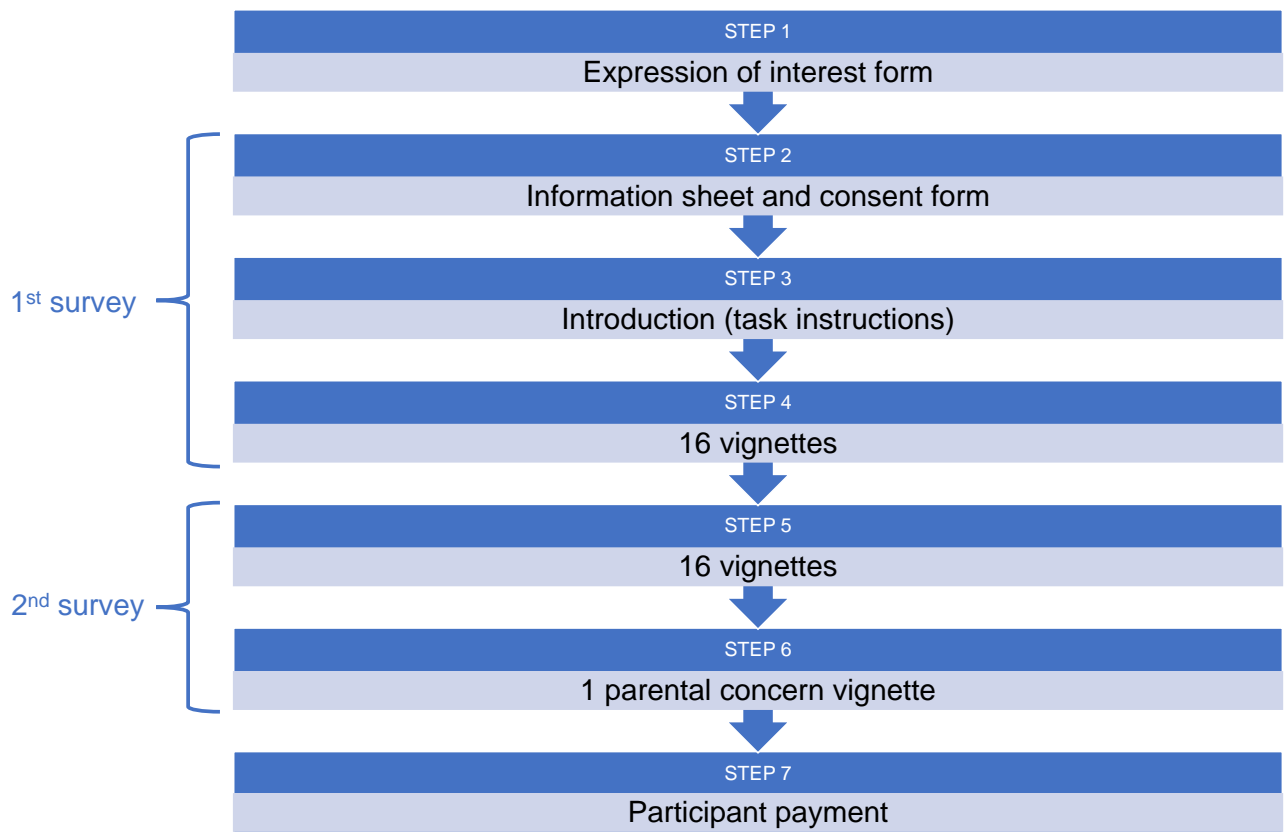 STEP 1
Expression of interest form
STEP 2
Information sheet and consent form
STEP 3
1st survey
Introduction (task instructions)
STEP 4
16 vignettes
STEP 5
16 vignettes
2nd survey
STEP 6
1 parental concern vignette
STEP 7
Participant payment